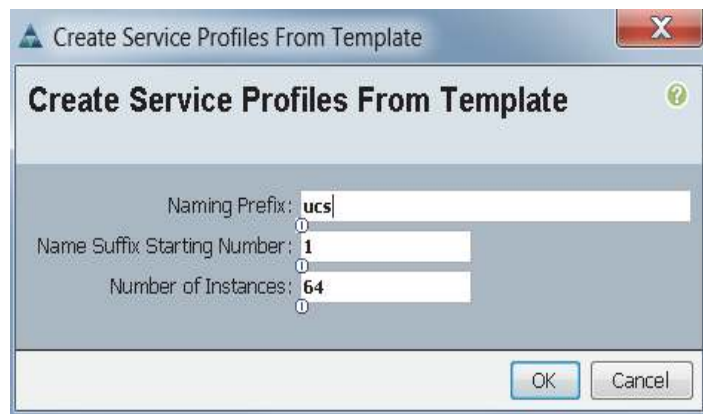 Create Service Profiles From Template
Create Service Profiles From Template
Naming Prefix: ucs
Name Suffix Starting Number: 1
Number of Instances: 64
OK Cancel